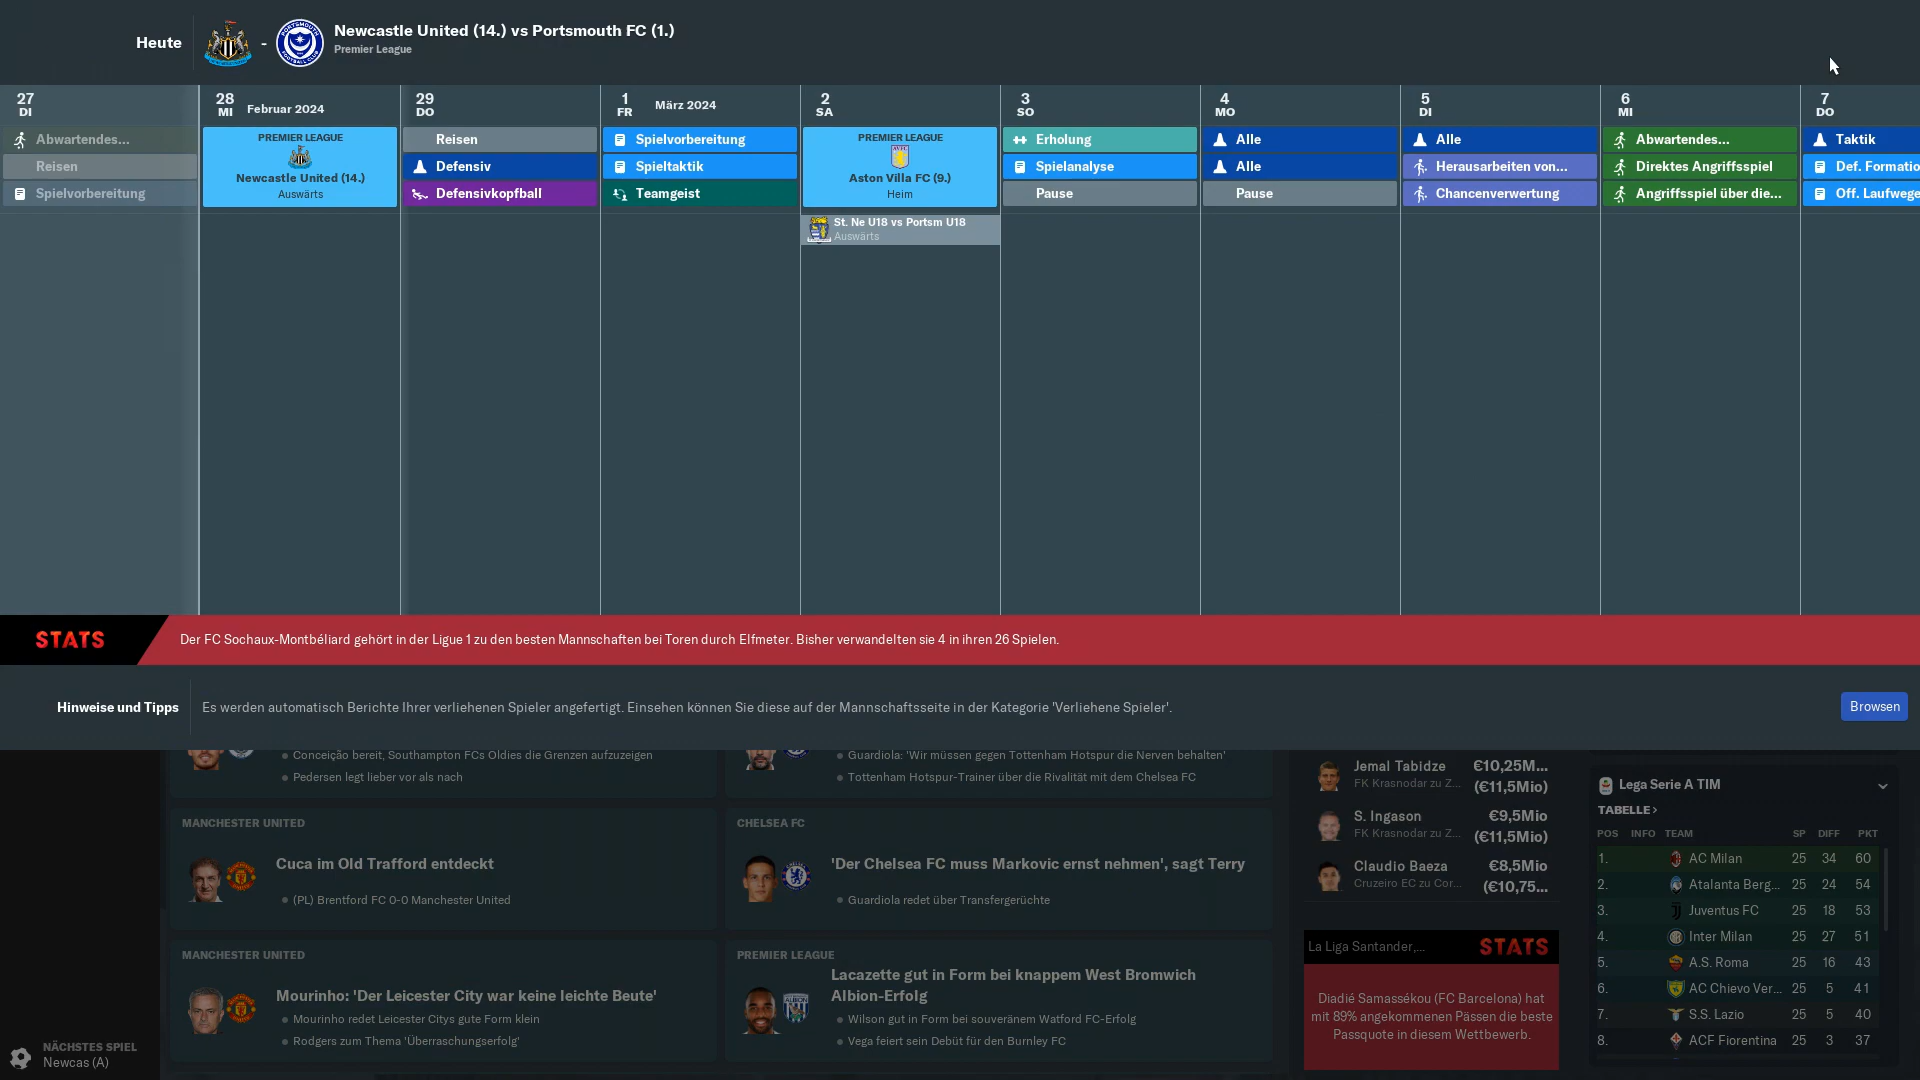 Heute
-
Newcastle United (14.) vs Portsmouth FC (1.)
Premier League
27
DI
Abwartendes...
Reisen
Spielvorbereitung
28
MI
Februar 2024
PREMIER LEAGUE
Newcastle United (14.)
Auswärts
29
DO
Reisen
Defensiv
Defensivkopfball
1
FR
März 2024
Spielvorbereitung
Spieltaktik
Teamgeist
2
SA
PREMIER LEAGUE
Aston Villa FC (9.)
Heim
St. Ne U18 vs Portsm U18
Auswärts
3
SO
Erholung
Spielanalyse
Pause
4
MO
Alle
Alle
Pause
5
DI
Alle
Herausarbeiten von...
Chancenverwertung
6
MI
Abwartendes...
Direktes Angriffsspiel
Angriffsspiel über die...
7
DO
Taktik
Def. Formatio
Off. Laufwege
STATS
Der FC Sochaux-Montbéliard gehört in der Ligue 1 zu den besten Mannschaften bei Toren durch Elfmeter. Bisher verwandelten sie 4 in ihren 26 Spielen.
Hinweise und Tipps
Es werden automatisch Berichte Ihrer verliehenen Spieler angefertigt. Einsehen können Sie diese auf der Mannschaftsseite in der Kategorie 'Verliehene Spieler'.
Browsen
Conceição bereit, Southampton FCs Oldies die Grenzen aufzuzeigen
Pedersen legt lieber vor als nach
Guardiola: 'Wir müssen gegen Tottenham Hotspur die Nerven behalten'
Tottenham Hotspur-Trainer über die Rivalität mit dem Chelsea FC
MANCHESTER UNITED
Cuca im Old Trafford entdeckt
(PL) Brentford FC 0-0 Manchester United
CHELSEA FC
'Der Chelsea FC muss Markovic ernst nehmen', sagt Terry
Guardiola redet über Transfergerüchte
MANCHESTER UNITED
Mourinho: 'Der Leicester City war keine leichte Beute'
Mourinho redet Leicester Citys gute Form klein
Rodgers zum Thema 'Überraschungserfolg'
PREMIER LEAGUE
Lacazette gut in Form bei knappem West Bromwich
Albion-Erfolg
Wilson gut in Form bei souveränem Watford FC-Erfolg
Vega feiert sein Debüt für den Burnley FC
Jemal Tabidze €10,25M...
FK Krasnodar zu Z... (€11,5Mio)
S. Ingason €9,5Mio
FK Krasnodar zu Z... (€11,5Mio)
Claudio Baeza €8,5Mio
Cruzeiro EC zu Cor... (€10,75...
La Liga Santander,... STATS
Diadié Samassékou (FC Barcelona) hat
mit 89% angekommenen Pässen die beste
Passquote in diesem Wettbewerb.
Lega Serie A TIM
TABELLE >
POS INFO TEAM SP DIFF PKT
1. AC Milan 25 34 60
2. Atalanta Berg... 25 24 54
3. Juventus FC 25 18 53
4. Inter Milan 25 27 51
5. A.S. Roma 25 16 43
6. AC Chievo Ver... 25 5 41
7. S.S. Lazio 25 5 40
8. ACF Fiorentina 25 3 37
NÄCHSTES SPIEL
Newcas (A)